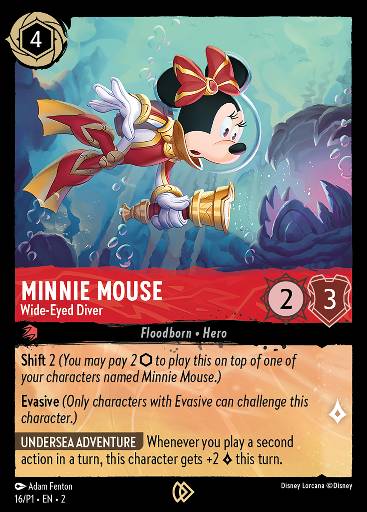 4
MINNIE MOUSE
Wide-Eyed Diver
2
3
Floodborn • Hero
Shift 2 (You may pay 2 ⬡ to play this on top of one of
your characters named Minnie Mouse.)
Evasive (Only characters with Evasive can challenge this
character.)
UNDERSEA ADVENTURE Whenever you play a second
action in a turn, this character gets +2 ◊ this turn.
Adam Fenton
Disney Lorcana ©Disney
16/P1 • EN • 2